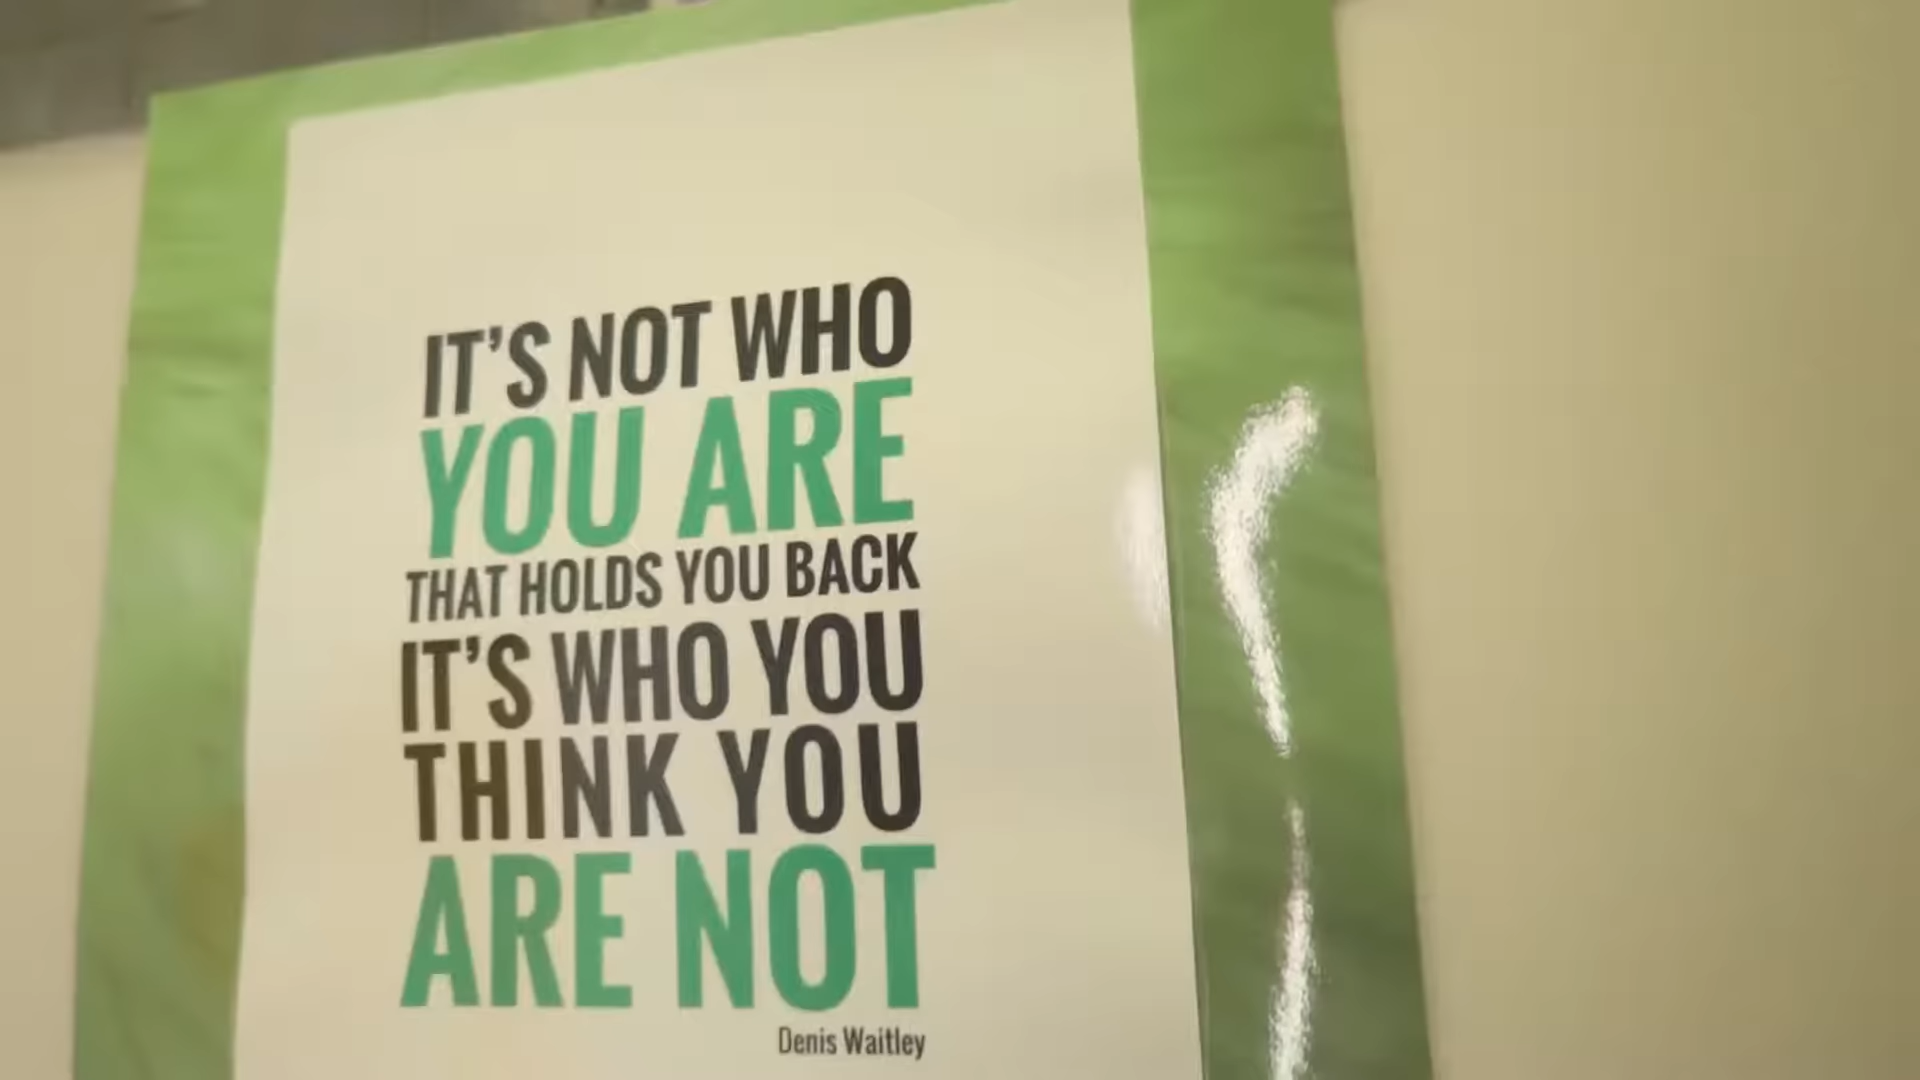 IT'S NOT WHO
YOU ARE
THAT HOLDS YOU BACK
IT'S WHO YOU
THINK YOU
ARE NOT
Denis Waitley